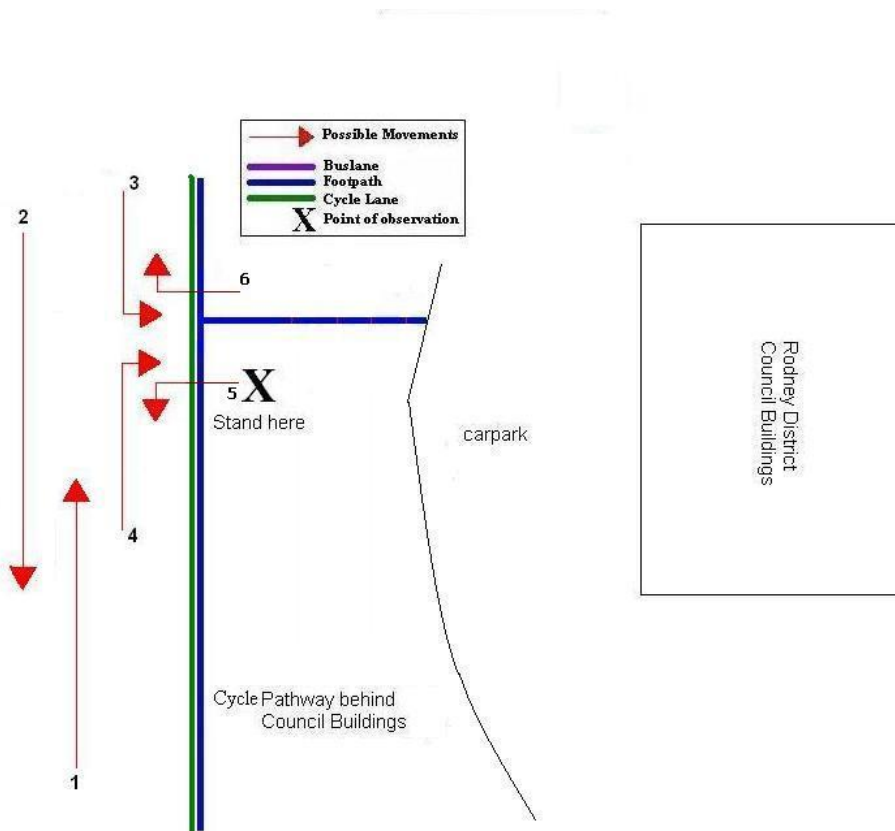 Possible Movements
Buslane
Footpath
Cycle Lane
X Point of observation
3
2
6
5
X
Stand here
carpark
Rodney District
Council Buildings
4
Cycle Pathway behind
Council Buildings
1